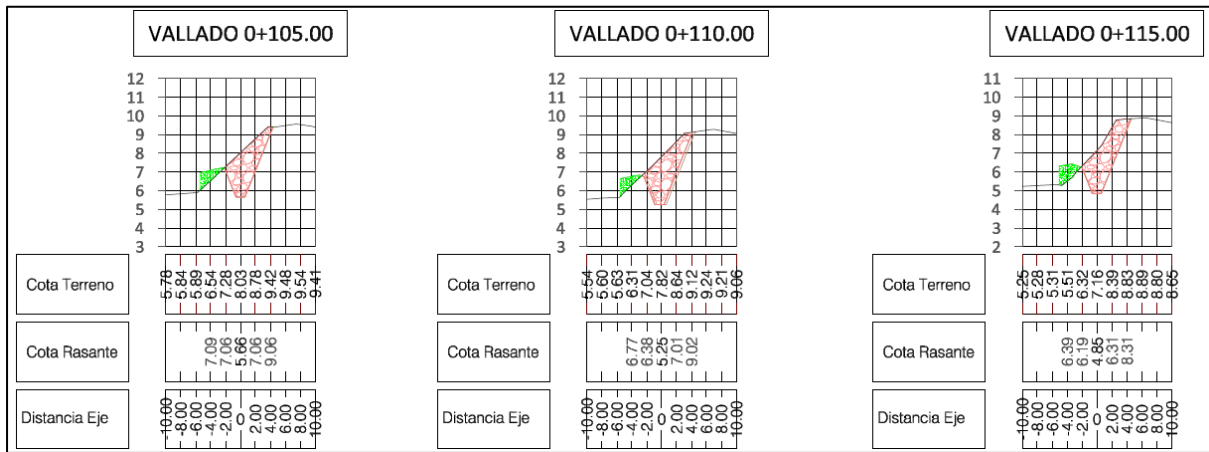 VALLADO 0+105.00
12
11
10
9
8
7
6
5
4
3
Cota Terreno
5.78 5.84 5.89 6.54 7.28 8.03 8.78 9.42 9.48 9.54 9.41
Cota Rasante
7.09 7.06 5.66 7.06 9.06
Distancia Eje
-10.00 -8.00 -6.00 -4.00 -2.00 0 2.00 4.00 6.00 8.00 10.00
VALLADO 0+110.00
12
11
10
9
8
7
6
5
4
3
Cota Terreno
5.54 5.60 5.63 6.31 7.04 7.82 8.64 9.12 9.24 9.21 9.06
Cota Rasante
6.77 6.38 5.25 7.01 9.02
Distancia Eje
-10.00 -8.00 -6.00 -4.00 -2.00 0 2.00 4.00 6.00 8.00 10.00
VALLADO 0+115.00
11
10
9
8
7
6
5
4
3
2
Cota Terreno
5.25 5.28 5.31 5.51 6.32 7.16 8.39 8.83 8.89 8.80 8.65
Cota Rasante
6.39 6.19 4.85 6.31 8.31
Distancia Eje
-10.00 -8.00 -6.00 -4.00 -2.00 0 2.00 4.00 6.00 8.00 10.00